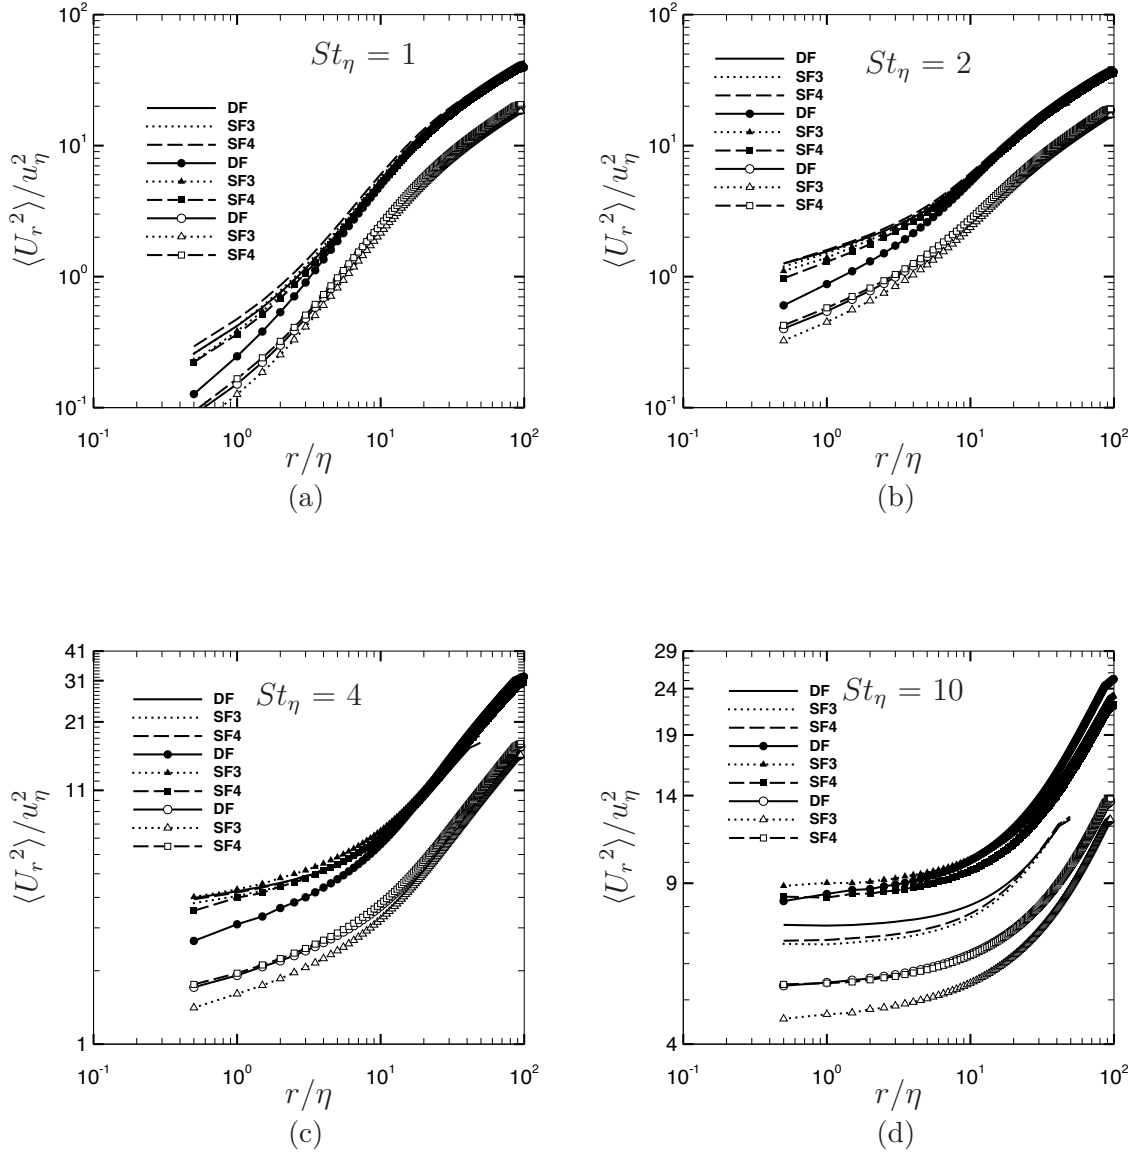 10²
10¹
10⁰
10⁻¹
⟨U_r²⟩/u_η²
St_η = 1
DF
SF3
SF4
DF
SF3
SF4
DF
SF3
SF4
10⁻¹ 10⁰ 10¹ 10²
r/η
(a)
10²
10¹
10⁰
10⁻¹
⟨U_r²⟩/u_η²
St_η = 2
DF
SF3
SF4
DF
SF3
SF4
DF
SF3
SF4
10⁻¹ 10⁰ 10¹ 10²
r/η
(b)
41
31
21
11
1
⟨U_r²⟩/u_η²
St_η = 4
DF
SF3
SF4
DF
SF3
SF4
DF
SF3
SF4
10⁻¹ 10⁰ 10¹ 10²
r/η
(c)
29
24
19
14
9
4
⟨U_r²⟩/u_η²
St_η = 10
DF
SF3
SF4
DF
SF3
SF4
DF
SF3
SF4
10⁻¹ 10⁰ 10¹ 10²
r/η
(d)